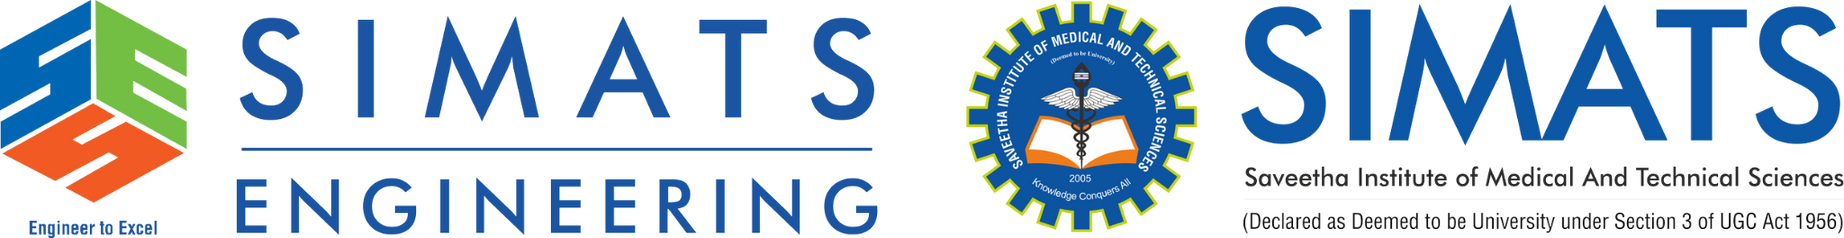 SES
Engineer to Excel
SIMATS
ENGINEERING
SAVEETHA INSTITUTE OF MEDICAL AND TECHNICAL SCIENCES
(Deemed to be University)
2005
Knowledge Conquers All
SIMATS
Saveetha Institute of Medical And Technical Sciences
(Declared as Deemed to be University under Section 3 of UGC Act 1956)